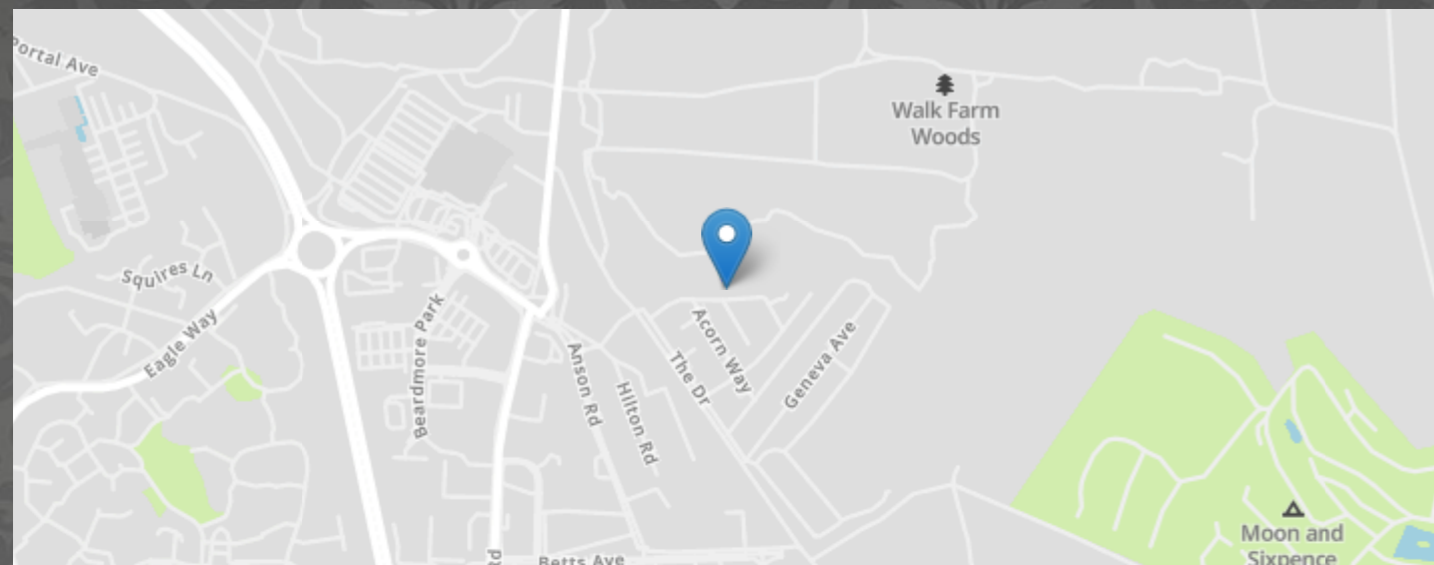 Portal Ave
Walk Farm
Woods
Squires Ln
Eagle Way
Beardmore Park
Acorn Way
Geneva Ave
The Dr
Anson Rd
Hilton Rd
Moon and
Sixpence
Betts Ave